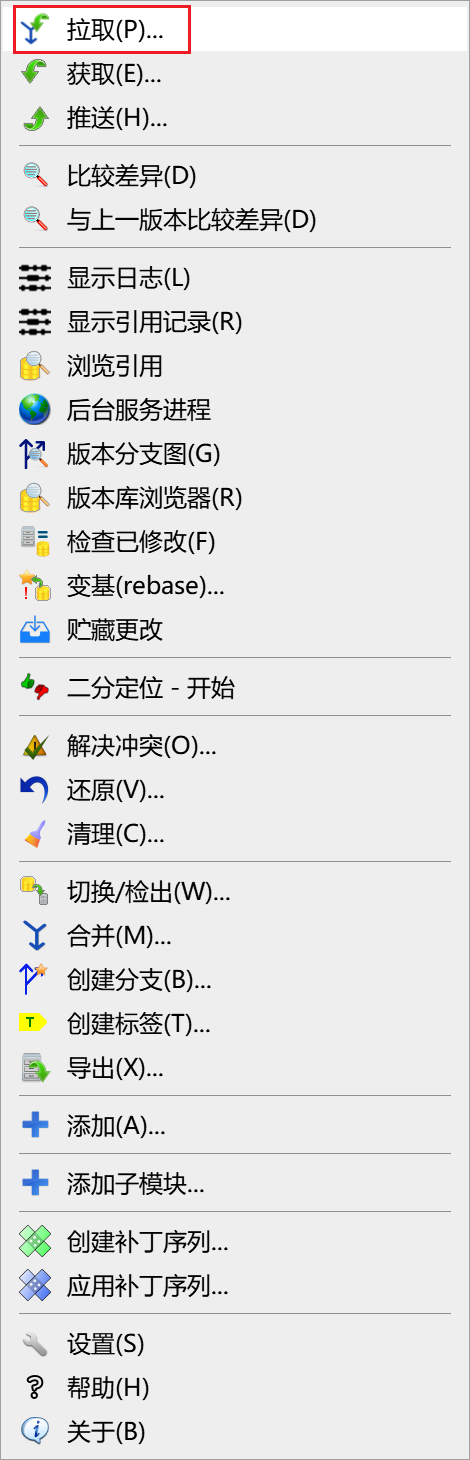 拉取(P)...
获取(E)...
推送(H)...
比较差异(D)
与上一版本比较差异(D)
显示日志(L)
显示引用记录(R)
浏览引用
后台服务进程
版本分支图(G)
版本库浏览器(R)
检查已修改(F)
变基(rebase)...
贮藏更改
二分定位 - 开始
解决冲突(O)...
还原(V)...
清理(C)...
切换/检出(W)...
合并(M)...
创建分支(B)...
T 创建标签(T)...
导出(X)...
添加(A)...
添加子模块...
创建补丁序列...
应用补丁序列...
设置(S)
帮助(H)
关于(B)